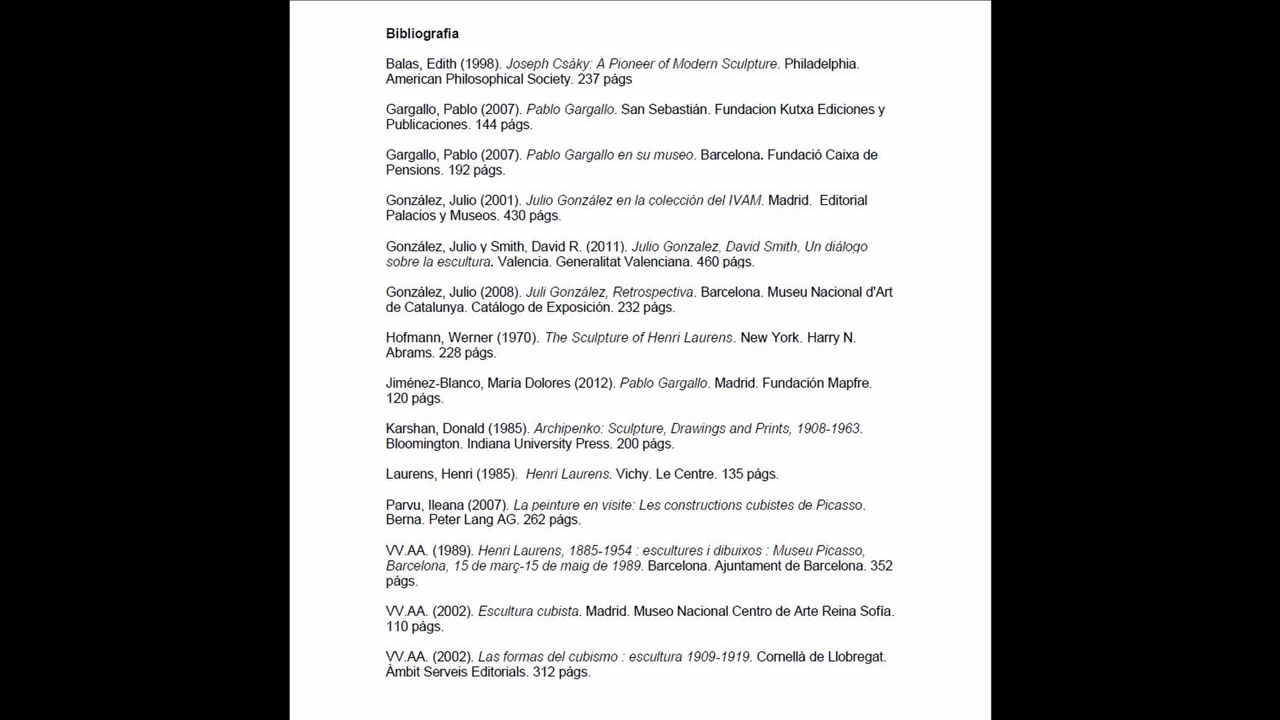 Bibliografia
Balas, Edith (1998). Joseph Csáky: A Pioneer of Modern Sculpture. Philadelphia.
American Philosophical Society. 237 págs
Gargallo, Pablo (2007). Pablo Gargallo. San Sebastián. Fundacion Kutxa Ediciones y
Publicaciones. 144 págs.
Gargallo, Pablo (2007). Pablo Gargallo en su museo. Barcelona. Fundació Caixa de
Pensions. 192 págs.
González, Julio (2001). Julio González en la colección del IVAM. Madrid.  Editorial
Palacios y Museos. 430 págs.
González, Julio y Smith, David R. (2011). Julio Gonzalez, David Smith, Un diálogo
sobre la escultura. Valencia. Generalitat Valenciana. 460 págs.
González, Julio (2008). Juli González, Retrospectiva. Barcelona. Museu Nacional d'Art
de Catalunya. Catálogo de Exposición. 232 págs.
Hofmann, Werner (1970). The Sculpture of Henri Laurens. New York. Harry N.
Abrams. 228 págs.
Jiménez-Blanco, María Dolores (2012). Pablo Gargallo. Madrid. Fundación Mapfre.
120 págs.
Karshan, Donald (1985). Archipenko: Sculpture, Drawings and Prints, 1908-1963.
Bloomington. Indiana University Press. 200 págs.
Laurens, Henri (1985).  Henri Laurens. Vichy. Le Centre. 135 págs.
Parvu, Ileana (2007). La peinture en visite: Les constructions cubistes de Picasso.
Berna. Peter Lang AG. 262 págs.
VV.AA. (1989). Henri Laurens, 1885-1954 : escultures i dibuixos : Museu Picasso,
Barcelona, 15 de març-15 de maig de 1989. Barcelona. Ajuntament de Barcelona. 352
págs.
VV.AA. (2002). Escultura cubista. Madrid. Museo Nacional Centro de Arte Reina Sofía.
110 págs.
VV.AA. (2002). Las formas del cubismo : escultura 1909-1919. Cornellà de Llobregat.
Àmbit Serveis Editorials. 312 págs.